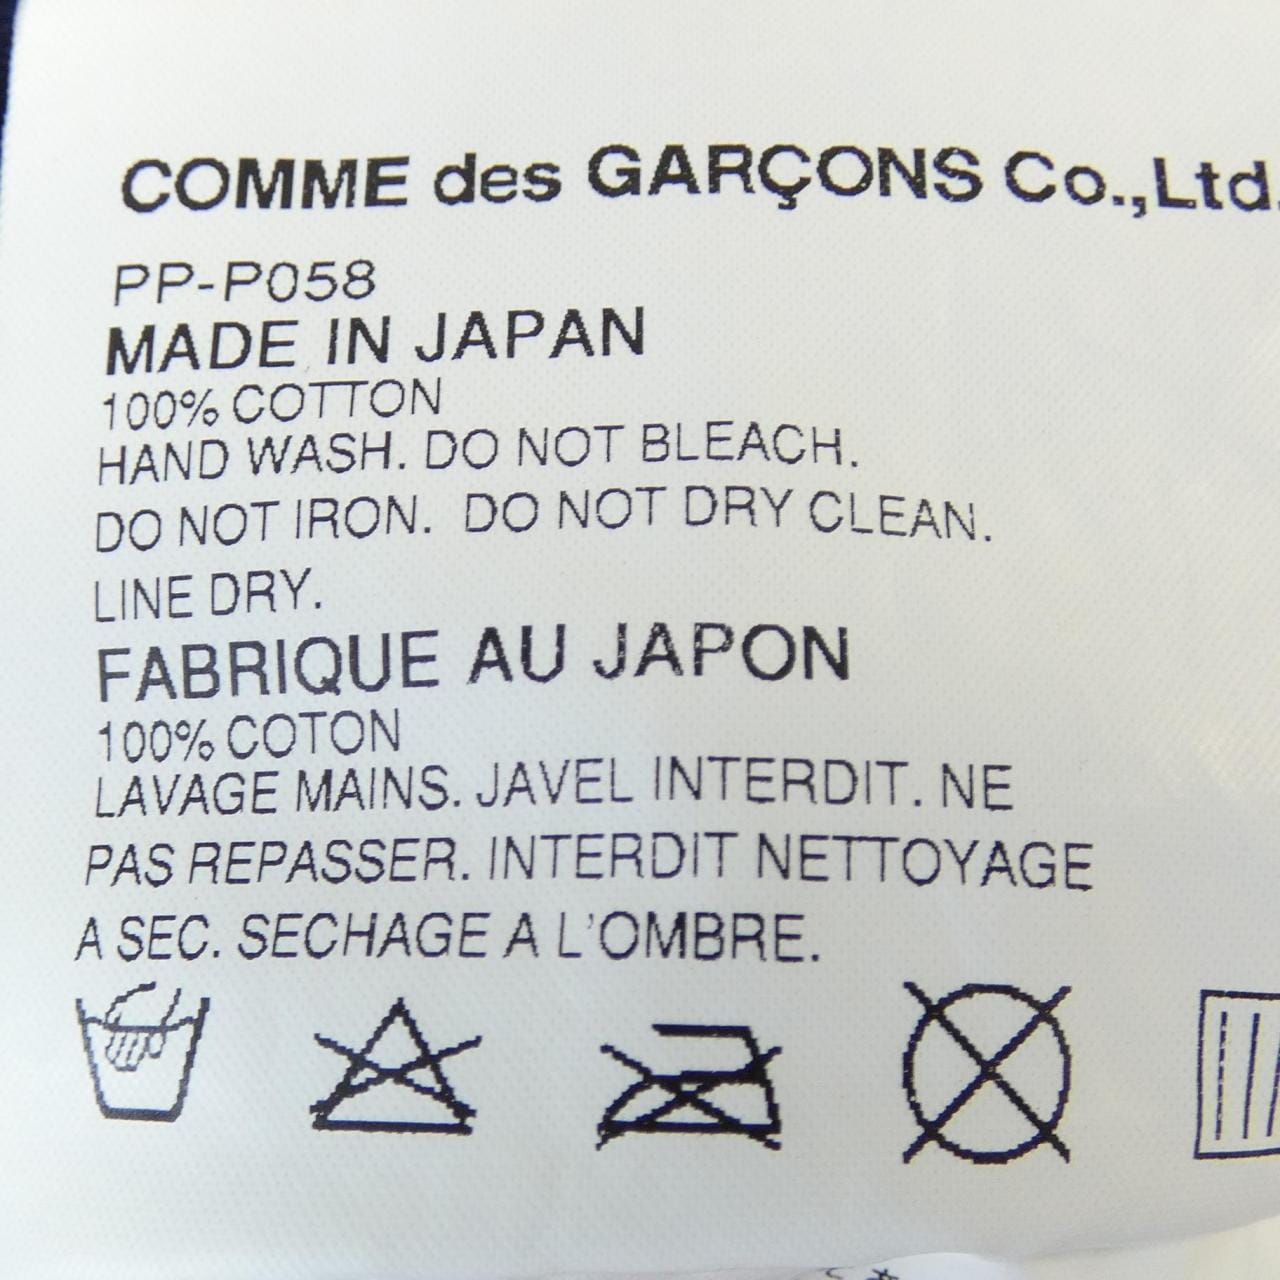 COMME des GARÇONS Co.,Ltd.
PP-P058
MADE IN JAPAN
100% COTTON
HAND WASH. DO NOT BLEACH.
DO NOT IRON. DO NOT DRY CLEAN.
LINE DRY.
FABRIQUE AU JAPON
100% COTON
LAVAGE MAINS. JAVEL INTERDIT. NE
PAS REPASSER. INTERDIT NETTOYAGE
A SEC. SECHAGE A L'OMBRE.